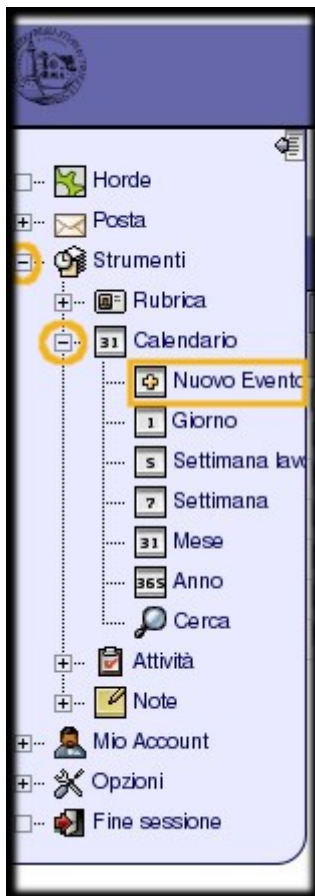 Horde
Posta
Strumenti
Rubrica
31 Calendario
Nuovo Evento
1 Giorno
5 Settimana lav
7 Settimana
31 Mese
365 Anno
Cerca
Attività
Note
Mio Account
Opzioni
Fine sessione